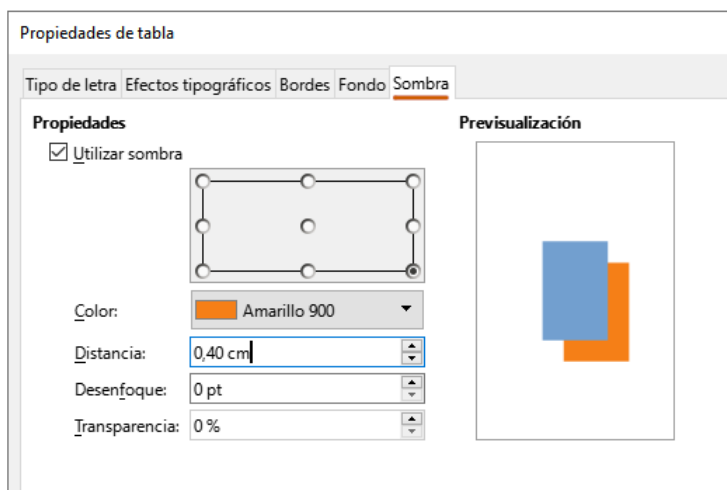 Propiedades de tabla
Tipo de letra Efectos tipográficos Bordes Fondo Sombra
Propiedades
Previsualización
Utilizar sombra
Color: Amarillo 900
Distancia: 0,40 cm
Desenfoque: 0 pt
Transparencia: 0 %